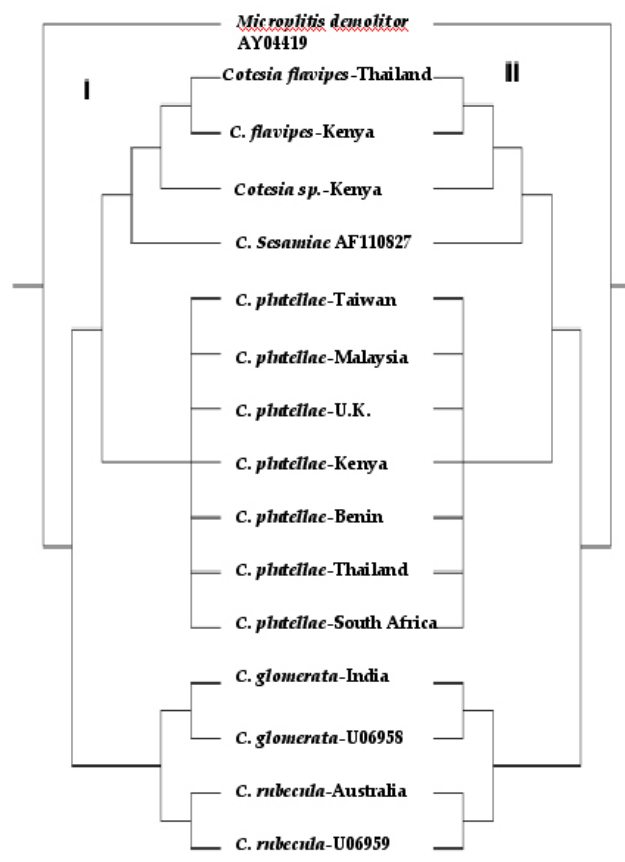 Microplitis demolitor
AY04419
i
ii
Cotesia flavipes-Thailand
C. flavipes-Kenya
Cotesia sp.-Kenya
C. Sesamiae AF110827
C. plutellae-Taiwan
C. plutellae-Malaysia
C. plutellae-U.K.
C. plutellae-Kenya
C. plutellae-Benin
C. plutellae-Thailand
C. plutellae-South Africa
C. glomerata-India
C. glomerata-U06958
C. rubecula-Australia
C. rubecula-U06959